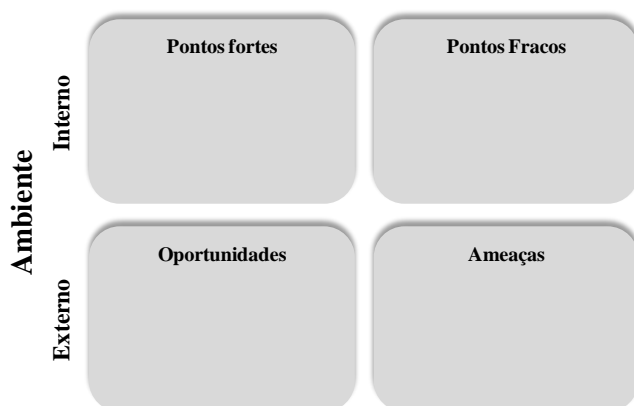 Ambiente
Interno
Pontos fortes
Pontos Fracos
Externo
Oportunidades
Ameaças